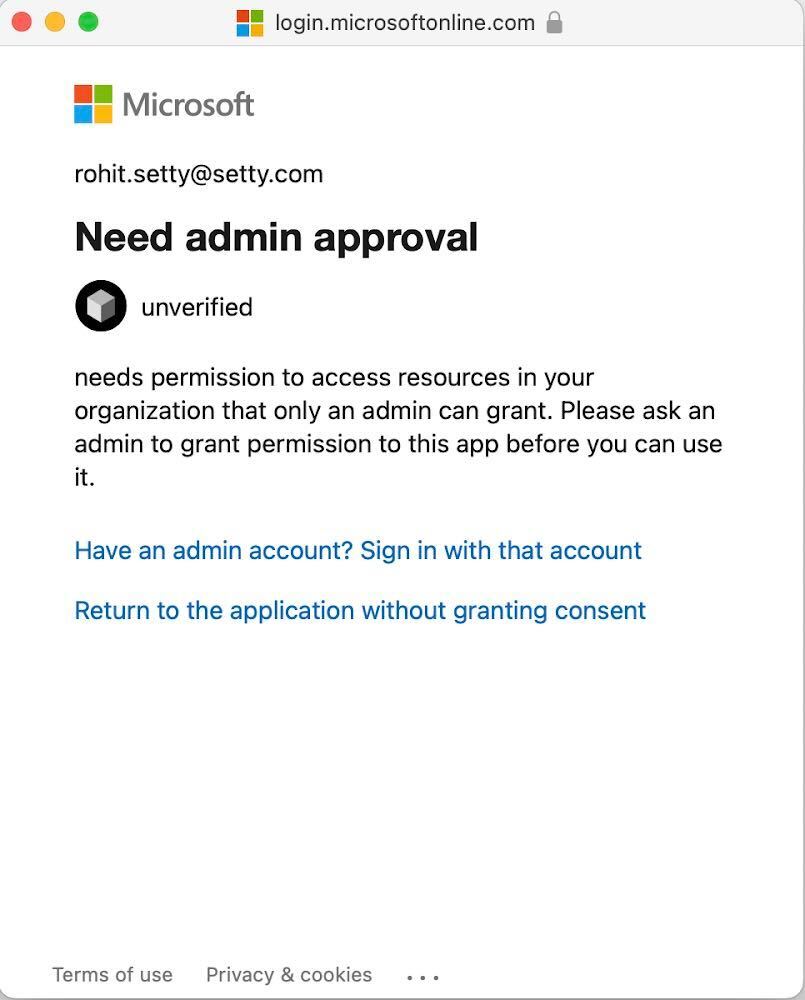 login.microsoftonline.com
Microsoft
rohit.setty@setty.com
Need admin approval
unverified
needs permission to access resources in your
organization that only an admin can grant. Please ask an
admin to grant permission to this app before you can use
it.
Have an admin account? Sign in with that account
Return to the application without granting consent
Terms of use Privacy & cookies ...